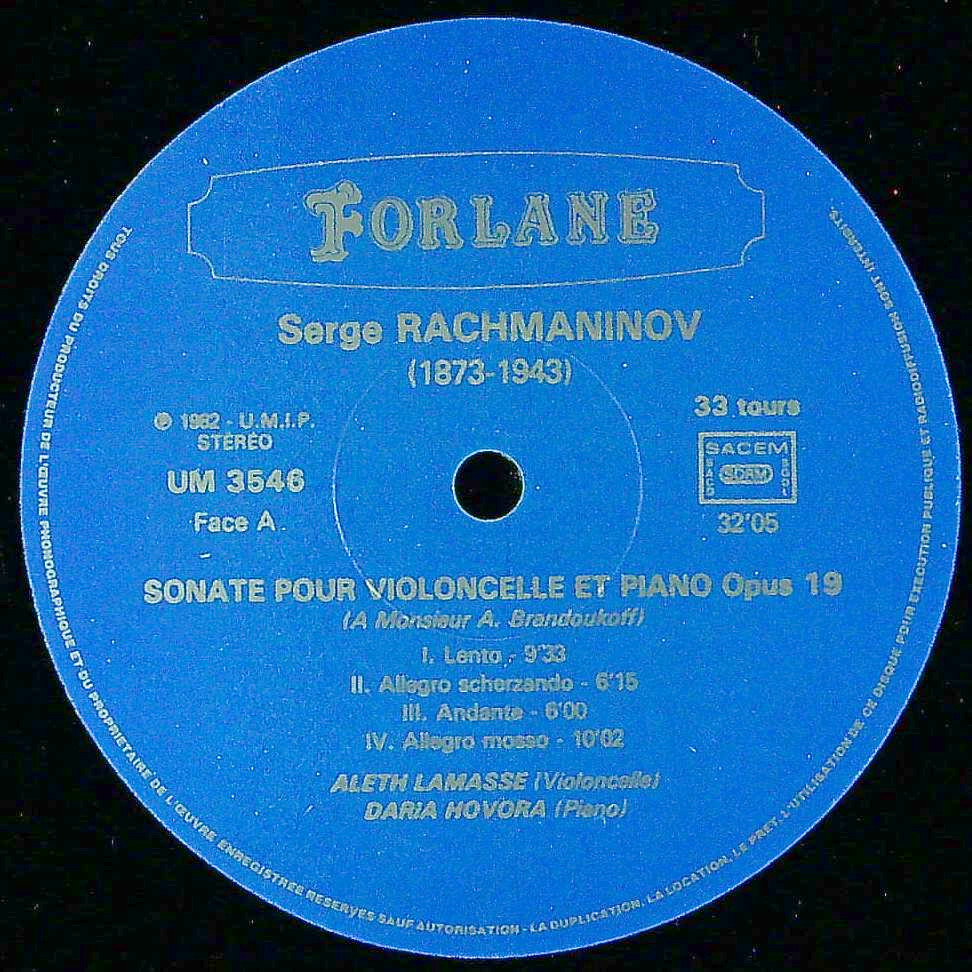 FORLANE
Serge RACHMANINOV
(1873-1943)
℗ 1982 - U.M.I.P.
STÉRÉO
UM 3546
Face A
33 tours
SACEM
SACD
SDRM
SGDL
32'05
SONATE POUR VIOLONCELLE ET PIANO Opus 19
(A Monsieur A. Brandoukoff)
I. Lento - 9'33
II. Allegro scherzando - 6'15
III. Andante - 6'00
IV. Allegro mosso - 10'02
ALETH LAMASSE (Violoncelle)
DARIA HOVORA (Piano)
TOUS DROITS DU PRODUCTEUR DE L'ŒUVRE PHONOGRAPHIQUE ET DU PROPRIETAIRE DE L'ŒUVRE ENREGISTREE RESERVES SAUF AUTORISATION - LA DUPLICATION, LA LOCATION, LE PRET, L'UTILISATION DE CE DISQUE POUR EXECUTION PUBLIQUE ET RADIODIFFUSION SONT INTERDITS.